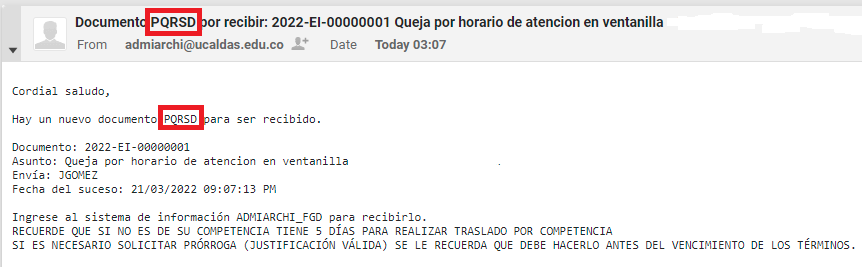 Documento PQRSD por recibir: 2022-EI-00000001 Queja por horario de atencion en ventanilla
From admiarchi@ucaldas.edu.co Date Today 03:07
Cordial saludo,
Hay un nuevo documento PQRSD para ser recibido.
Documento: 2022-EI-00000001
Asunto: Queja por horario de atencion en ventanilla .
Envía: JGOMEZ
Fecha del suceso: 21/03/2022 09:07:13 PM
Ingrese al sistema de información ADMIARCHI_FGD para recibirlo.
RECUERDE QUE SI NO ES DE SU COMPETENCIA TIENE 5 DÍAS PARA REALIZAR TRASLADO POR COMPETENCIA
SI ES NECESARIO SOLICITAR PRÓRROGA (JUSTIFICACIÓN VÁLIDA) SE LE RECUERDA QUE DEBE HACERLO ANTES DEL VENCIMIENTO DE LOS TÉRMINOS.